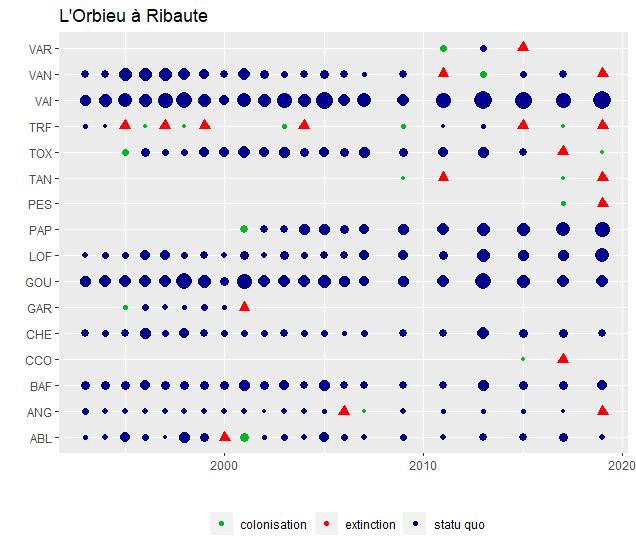 L'Orbieu à Ribaute
VAR
VAN
VAI
TRF
TOX
TAN
PES
PAP
LOF
GOU
GAR
CHE
CCO
BAF
ANG
ABL
2000 2010 2020
colonisation extinction statu quo